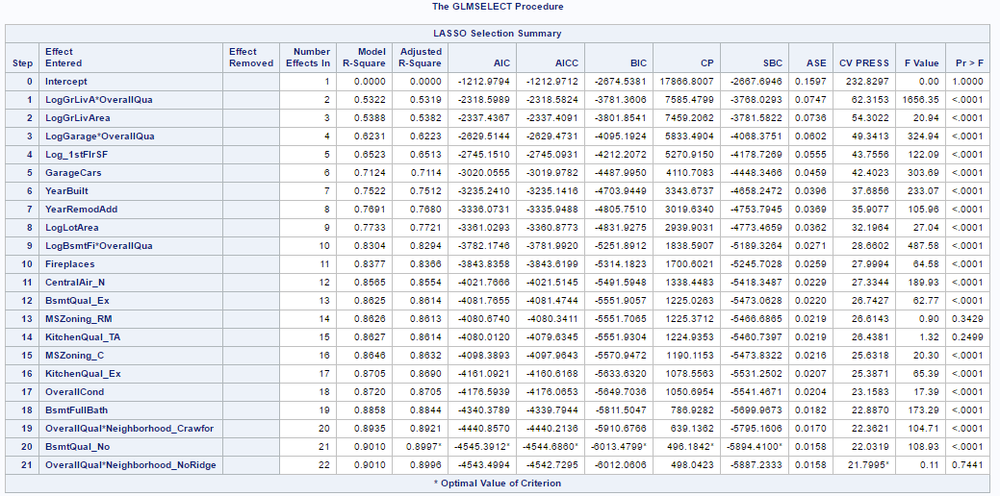 The GLMSELECT Procedure
LASSO Selection Summary
Step Effect Entered Effect Removed Number Effects In Model R-Square Adjusted R-Square AIC AICC BIC CP SBC ASE CV PRESS F Value Pr > F
0 Intercept 1 0.0000 0.0000 -1212.9794 -1212.9712 -2674.5381 17866.8007 -2667.6946 0.1597 232.8297 0.00 1.0000
1 LogGrLivA*OverallQua 2 0.5322 0.5319 -2318.5989 -2318.5824 -3781.3606 7585.4799 -3768.0293 0.0747 62.3153 1656.35 <.0001
2 LogGrLivArea 3 0.5388 0.5382 -2337.4367 -2337.4091 -3801.8541 7459.2062 -3781.5822 0.0736 54.3022 20.94 <.0001
3 LogGarage*OverallQua 4 0.6231 0.6223 -2629.5144 -2629.4731 -4095.1924 5833.4904 -4068.3751 0.0602 49.3413 324.94 <.0001
4 Log_1stFlrSF 5 0.6523 0.6513 -2745.1510 -2745.0931 -4212.2072 5270.9150 -4178.7269 0.0555 43.7556 122.09 <.0001
5 GarageCars 6 0.7124 0.7114 -3020.0555 -3019.9782 -4487.9950 4110.7083 -4448.3466 0.0459 42.4023 303.69 <.0001
6 YearBuilt 7 0.7522 0.7512 -3235.2410 -3235.1416 -4703.9449 3343.6737 -4658.2472 0.0396 37.6856 233.07 <.0001
7 YearRemodAdd 8 0.7691 0.7680 -3336.0731 -3335.9488 -4805.7510 3019.6340 -4753.7945 0.0369 35.9077 105.96 <.0001
8 LogLotArea 9 0.7733 0.7721 -3361.0293 -3360.8773 -4831.9275 2939.9031 -4773.4659 0.0362 32.1964 27.04 <.0001
9 LogBsmtFi*OverallQua 10 0.8304 0.8294 -3782.1746 -3781.9920 -5251.8912 1838.5907 -5189.3264 0.0271 28.6602 487.58 <.0001
10 Fireplaces 11 0.8377 0.8366 -3843.8358 -3843.6199 -5314.1823 1700.6021 -5245.7028 0.0259 27.9994 64.58 <.0001
11 CentralAir_N 12 0.8565 0.8554 -4021.7666 -4021.5145 -5491.5948 1338.4483 -5418.3487 0.0229 27.3344 189.93 <.0001
12 BsmtQual_Ex 13 0.8625 0.8614 -4081.7655 -4081.4744 -5551.9057 1225.0263 -5473.0628 0.0220 26.7427 62.77 <.0001
13 MSZoning_RM 14 0.8626 0.8613 -4080.6740 -4080.3411 -5551.7065 1225.3712 -5466.6865 0.0219 26.6143 0.90 0.3429
14 KitchenQual_TA 15 0.8627 0.8614 -4080.0120 -4079.6345 -5551.9304 1224.9353 -5460.7397 0.0219 26.4381 1.32 0.2499
15 MSZoning_C 16 0.8646 0.8632 -4098.3893 -4097.9643 -5570.9472 1190.1153 -5473.8322 0.0216 25.6318 20.30 <.0001
16 KitchenQual_Ex 17 0.8705 0.8690 -4161.0921 -4160.6168 -5633.6320 1078.5563 -5531.2502 0.0207 25.3871 65.39 <.0001
17 OverallCond 18 0.8720 0.8705 -4176.5939 -4176.0653 -5649.7036 1050.6954 -5541.4671 0.0204 23.1583 17.39 <.0001
18 BsmtFullBath 19 0.8858 0.8844 -4340.3789 -4339.7944 -5811.5047 786.9282 -5699.9673 0.0182 22.8870 173.29 <.0001
19 OverallQual*Neighborhood_Crawfor 20 0.8935 0.8921 -4440.8570 -4440.2136 -5910.6766 639.1362 -5795.1606 0.0170 22.3621 104.71 <.0001
20 BsmtQual_No 21 0.9010 0.8997* -4545.3912* -4544.6860* -6013.4799* 496.1842* -5894.4100* 0.0158 22.0319 108.93 <.0001
21 OverallQual*Neighborhood_NoRidge 22 0.9010 0.8996 -4543.4994 -4542.7295 -6012.0606 498.0423 -5887.2333 0.0158 21.7995* 0.11 0.7441
* Optimal Value of Criterion